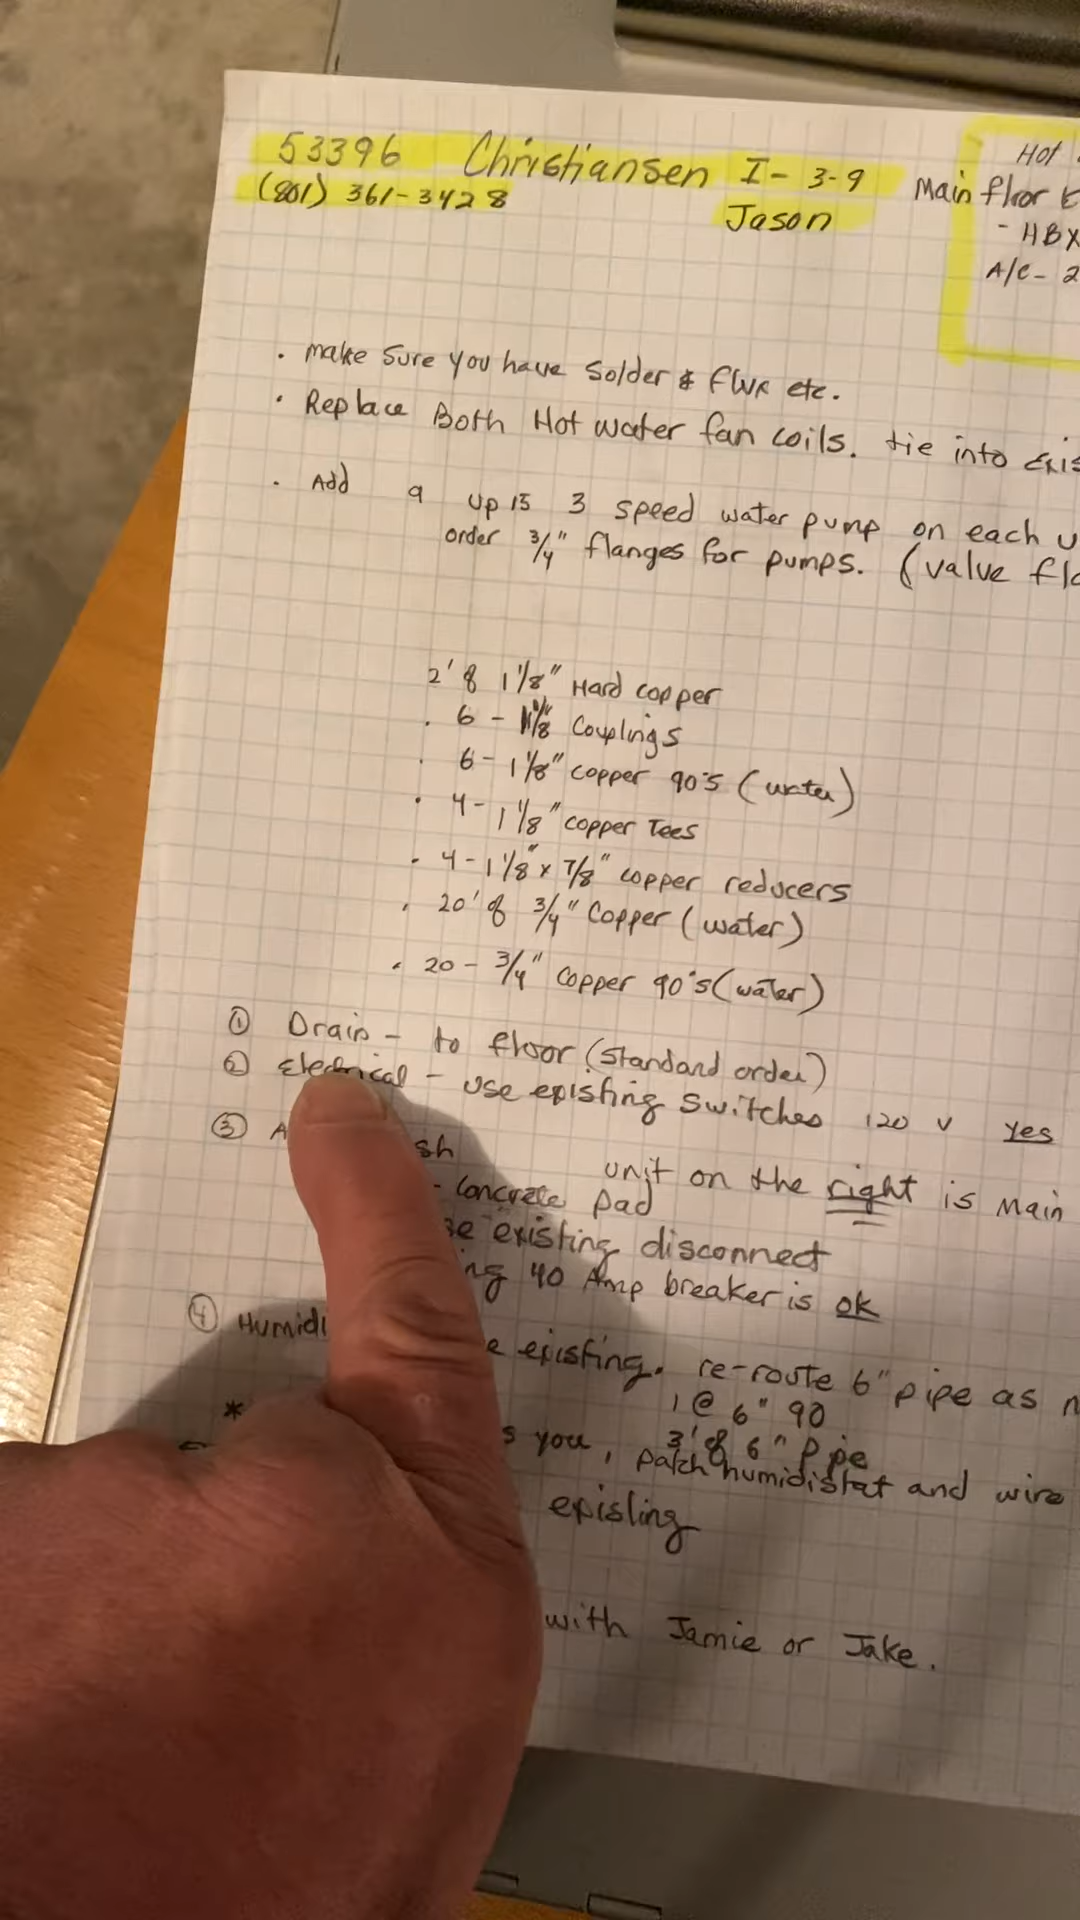 53396 Christiansen I-3-9
(801) 361-3428 Jason
Hot
Main floor
- HBX
A/C- 2
. make Sure you have Solder & flux etc.
. Replace Both Hot water fan coils. tie into Exis
. Add a up 15 3 speed water pump on each u
order 3/4" flanges for pumps. (value flo
2' of 1 1/8" Hard copper
. 6 - 1 1/8 Couplings
. 6 - 1 1/8" copper 90's (water)
. 4 - 1 1/8" copper Tees
. 4 - 1 1/8" x 7/8" copper reducers
. 20' of 3/4" Copper (water)
. 20 - 3/4" Copper 90's (water)
① Drain - to floor (standard order)
② Electrical - use existing switches 120 v yes
③ A sh
unit on the right is main
- concrete pad
se existing disconnect
ng 40 Amp breaker is ok
④ Humidi e existing. re-route 6" pipe as n
1 @ 6" 90
3' of 6" pipe
* s you, patch humidistat and wire
existing
with Jamie or Jake.